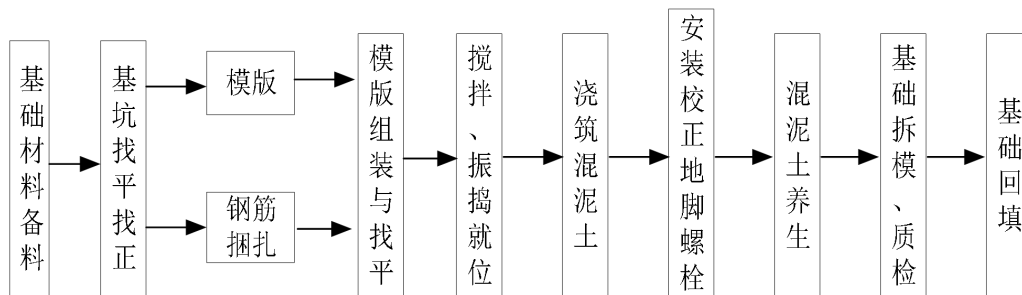 基础材料备料
基坑找平找正
模版
钢筋
捆扎
模版组装与找平
搅拌、振捣就位
浇筑混泥土
安装校正地脚螺栓
混泥土养生
基础拆模、质检
基础回填